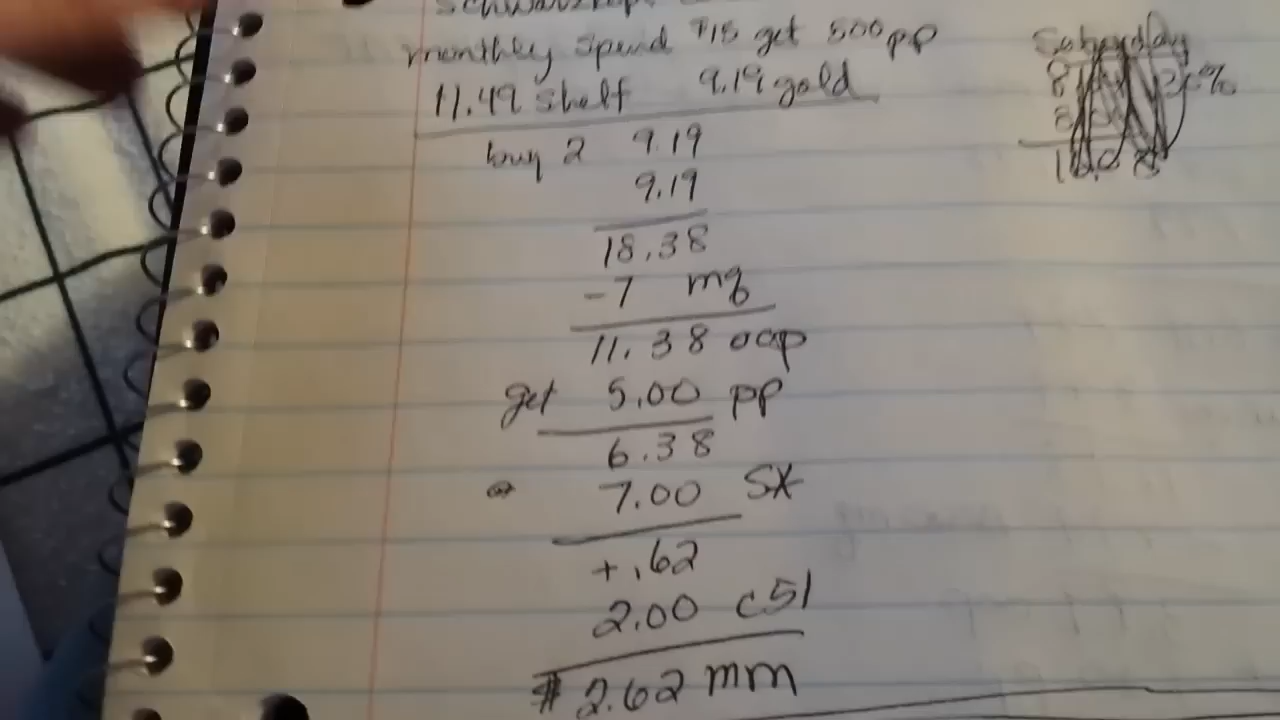 monthly spend $15 get 500 pp
11.49 shelf 9.19 gold
buy 2 9.19
9.19
18.38
-7 mq
11.38 oop
get 5.00 pp
6.38
7.00 SX
+.62
2.00 c51
$2.62 mm
Saturday